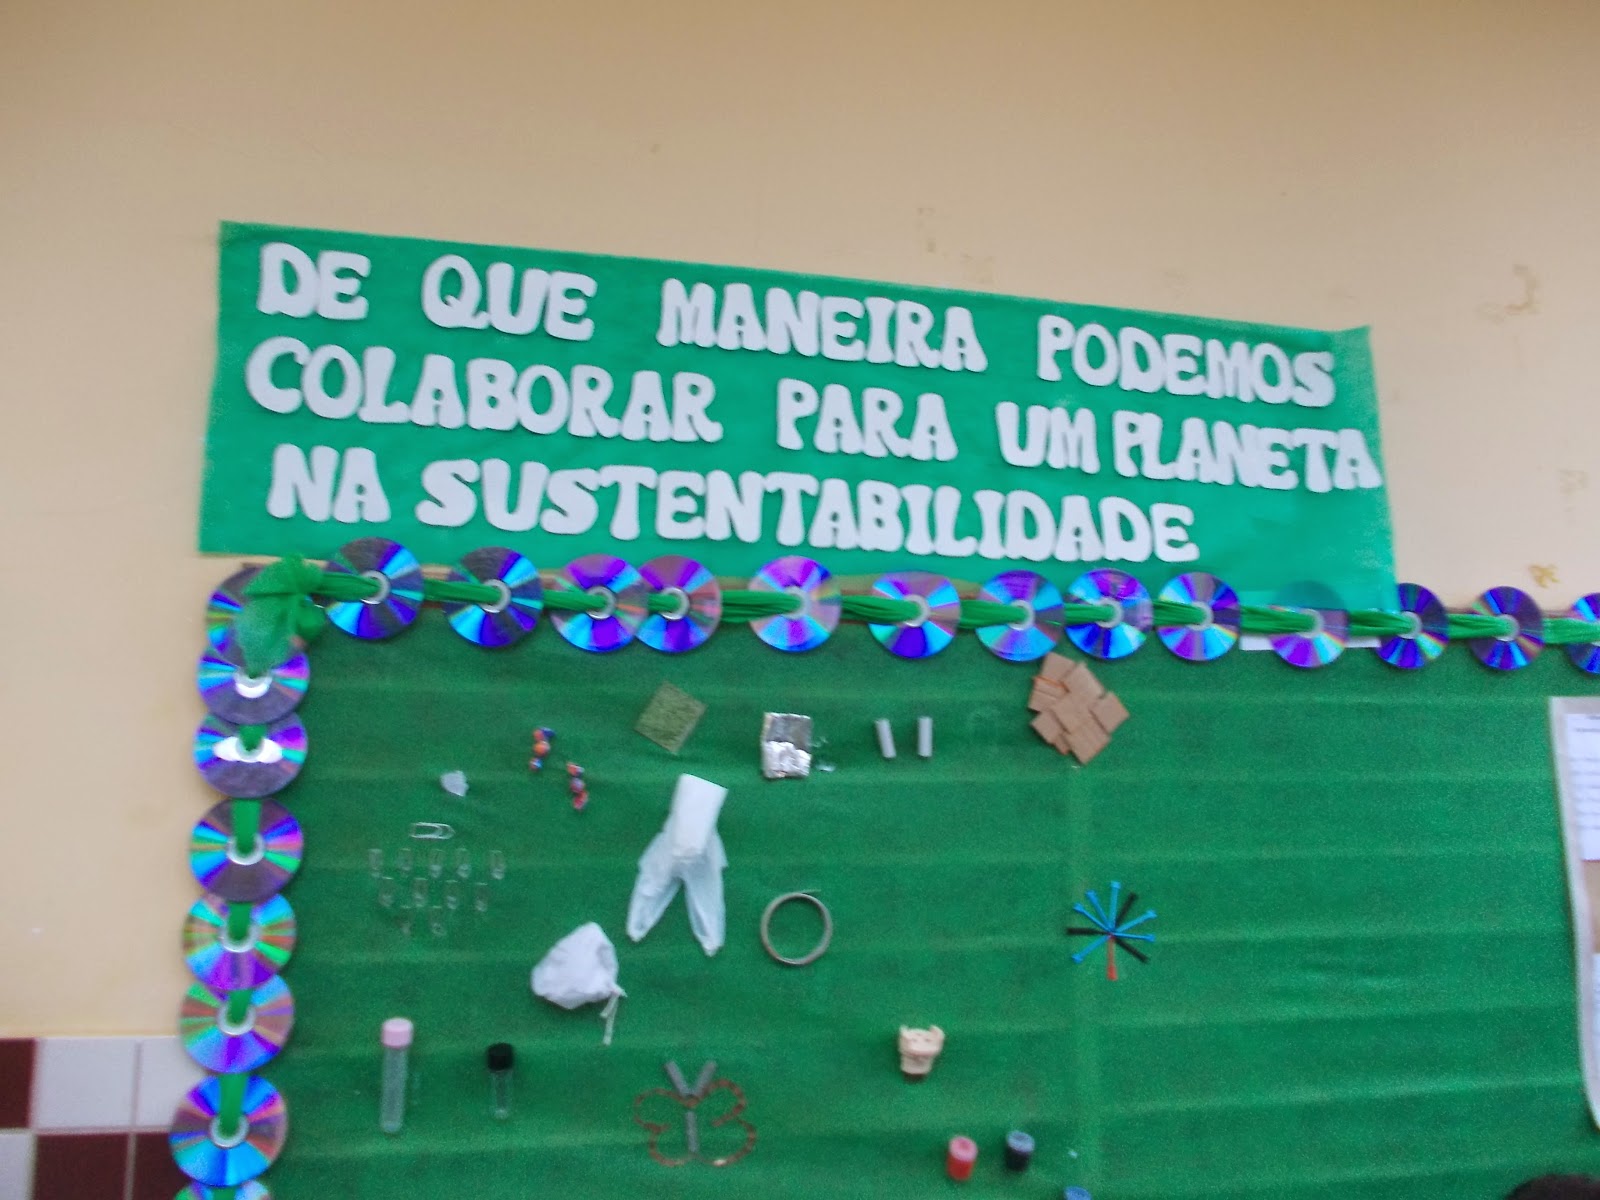 DE QUE MANEIRA PODEMOS
COLABORAR PARA UM PLANETA
NA SUSTENTABILIDADE